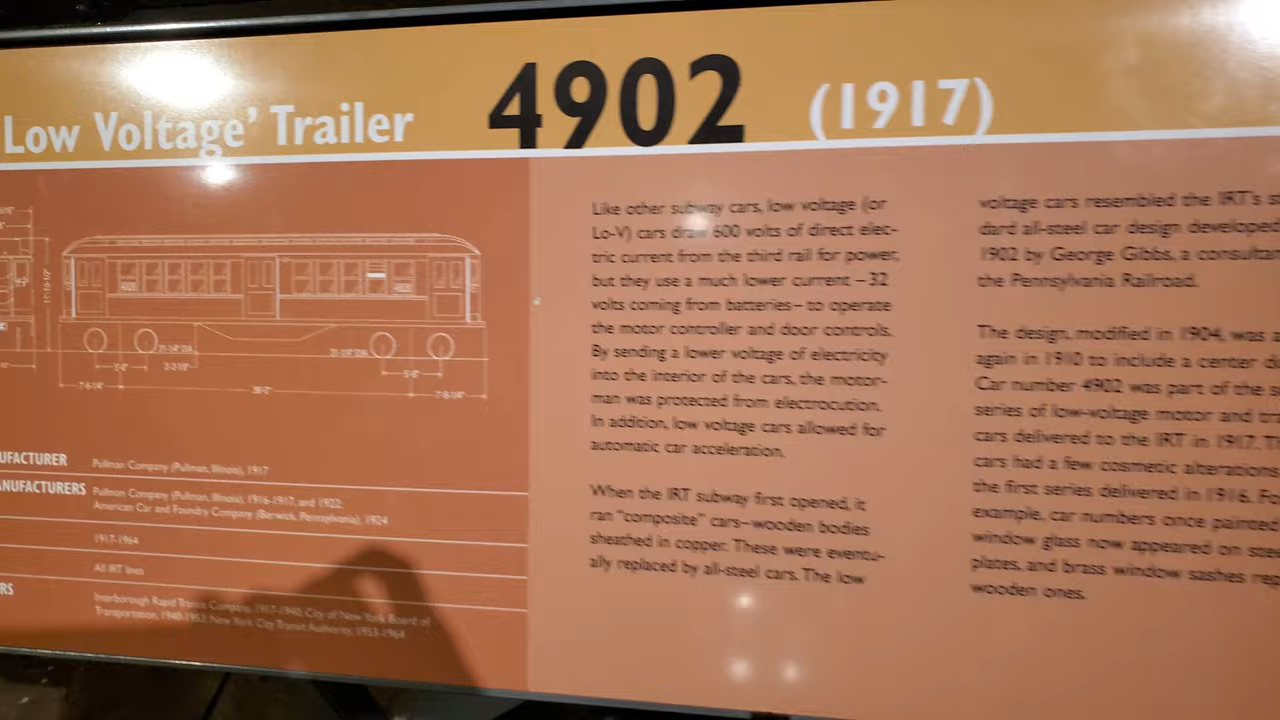 Low Voltage’ Trailer 4902 (1917)
UFACTURER Pullman Company (Pullman, Illinois), 1917
ANUFACTURERS Pullman Company (Pullman, Illinois), 1916-1917, and 1922.
American Car and Foundry Company (Berwick, Pennsylvania), 1924
1917-1964
All IRT lines
RS
Interborough Rapid Transit Company, 1917-1940, City of New York Board of
Transportation, 1940-1953; New York City Transit Authority, 1953-1964
Like other subway cars, low voltage (or
Lo-V) cars draw 600 volts of direct elec-
tric current from the third rail for power,
but they use a much lower current – 32
volts coming from batteries – to operate
the motor controller and door controls.
By sending a lower voltage of electricity
into the interior of the cars, the motor-
man was protected from electrocution.
In addition, low voltage cars allowed for
automatic car acceleration.
When the IRT subway first opened, it
ran “composite” cars–wooden bodies
sheathed in copper. These were eventu-
ally replaced by all-steel cars. The low
voltage cars resembled the IRT’s s
dard all-steel car design developed
1902 by George Gibbs, a consultan
the Pennsylvania Railroad.
The design, modified in 1904, was a
again in 1910 to include a center d
Car number 4902 was part of the s
series of low-voltage motor and tra
cars delivered to the IRT in 1917. T
cars had a few cosmetic alterations
the first series delivered in 1916. Fo
example, car numbers once painted
window glass now appeared on stee
plates, and brass window sashes rep
wooden ones.